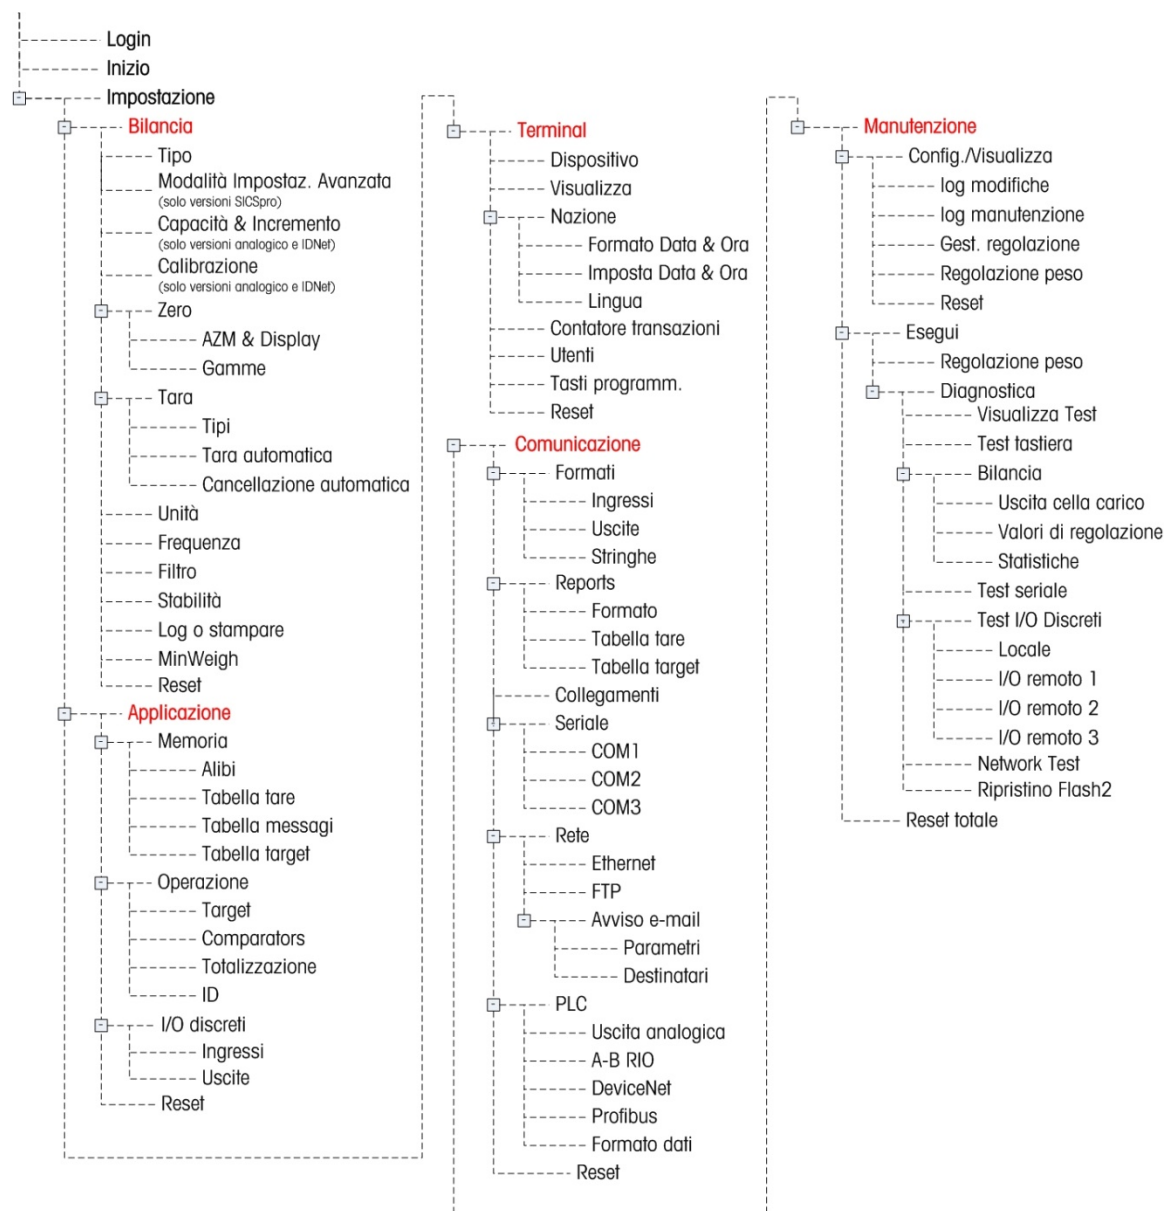 Login
Inizio
Impostazione
Bilancia
Tipo
Modalità Impostaz. Avanzata
(solo versioni SICSpro)
Capacità & Incremento
(solo versioni analogico e IDNet)
Calibrazione
(solo versioni analogico e IDNet)
Zero
AZM & Display
Gamme
Tara
Tipi
Tara automatica
Cancellazione automatica
Unità
Frequenza
Filtro
Stabilità
Log o stampare
MinWeigh
Reset
Applicazione
Memoria
Alibi
Tabella tare
Tabella messagi
Tabella target
Operazione
Target
Comparators
Totalizzazione
ID
I/O discreti
Ingressi
Uscite
Reset
Terminal
Dispositivo
Visualizza
Nazione
Formato Data & Ora
Imposta Data & Ora
Lingua
Contatore transazioni
Utenti
Tasti programm.
Reset
Comunicazione
Formati
Ingressi
Uscite
Stringhe
Reports
Formato
Tabella tare
Tabella target
Collegamenti
Seriale
COM1
COM2
COM3
Rete
Ethernet
FTP
Avviso e-mail
Parametri
Destinatari
PLC
Uscita analogica
A-B RIO
DeviceNet
Profibus
Formato dati
Reset
Manutenzione
Config./Visualizza
log modifiche
log manutenzione
Gest. regolazione
Regolazione peso
Reset
Esegui
Regolazione peso
Diagnostica
Visualizza Test
Test tastiera
Bilancia
Uscita cella carico
Valori di regolazione
Statistiche
Test seriale
Test I/O Discreti
Locale
I/O remoto 1
I/O remoto 2
I/O remoto 3
Network Test
Ripristino Flash2
Reset totale